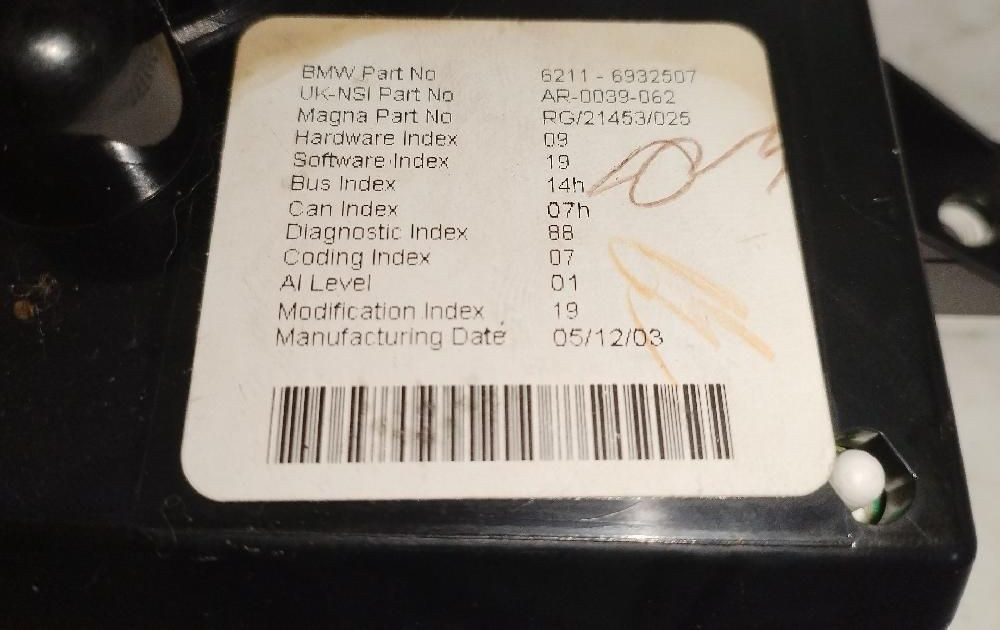 BMW Part No 6211 - 6932507
UK-NSI Part No AR-0039-062
Magna Part No RG/21453/025
Hardware Index 09
Software Index 19
Bus Index 14h
Can Index 07h
Diagnostic Index 88
Coding Index 07
AI Level 01
Modification Index 19
Manufacturing Date 05/12/03